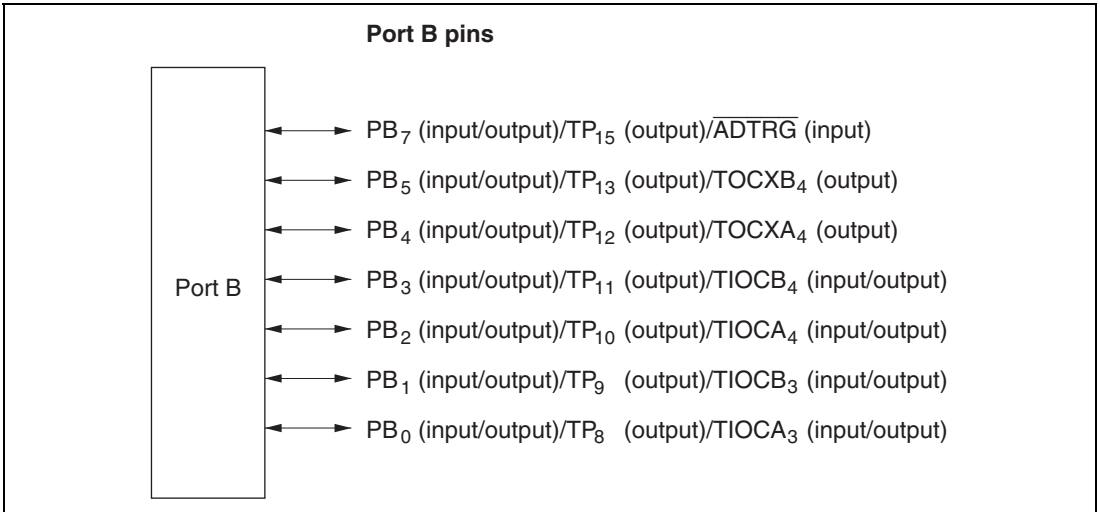 Port B pins
PB₇ (input/output)/TP₁₅ (output)/A̅D̅T̅R̅G̅ (input)
PB₅ (input/output)/TP₁₃ (output)/TOCXB₄ (output)
PB₄ (input/output)/TP₁₂ (output)/TOCXA₄ (output)
Port B
PB₃ (input/output)/TP₁₁ (output)/TIOCB₄ (input/output)
PB₂ (input/output)/TP₁₀ (output)/TIOCA₄ (input/output)
PB₁ (input/output)/TP₉ (output)/TIOCB₃ (input/output)
PB₀ (input/output)/TP₈ (output)/TIOCA₃ (input/output)